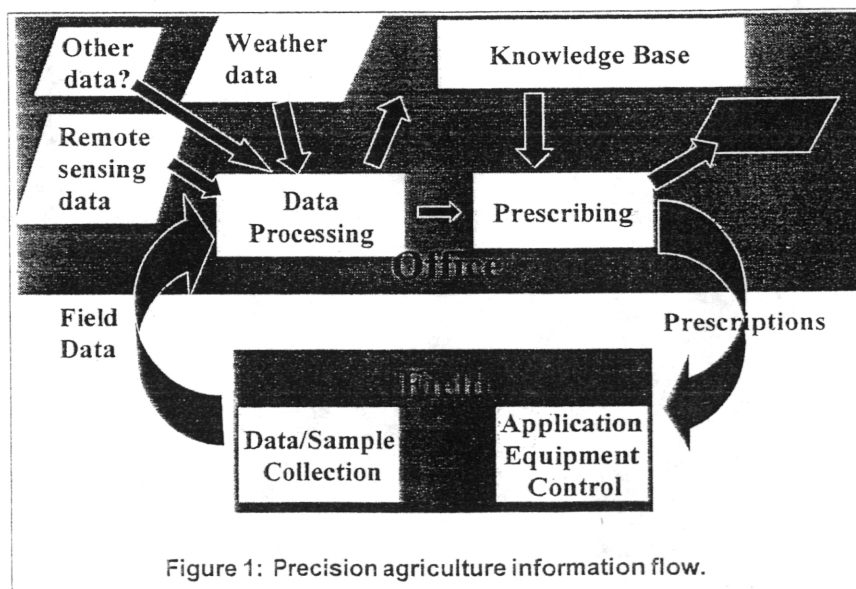 Other
data?
Weather
data
Knowledge Base
Remote
sensing
data
Data
Processing
Prescribing
Office
Field
Data
Prescriptions
Data/Sample
Collection
Application
Equipment
Control
Figure 1: Precision agriculture information flow.